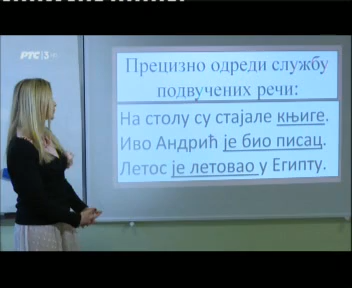 РТС 3
Прецизно одреди службу
подвучених речи:
На столу су стајале књиге.
Иво Андрић је био писац.
Летос је летовао у Египту.